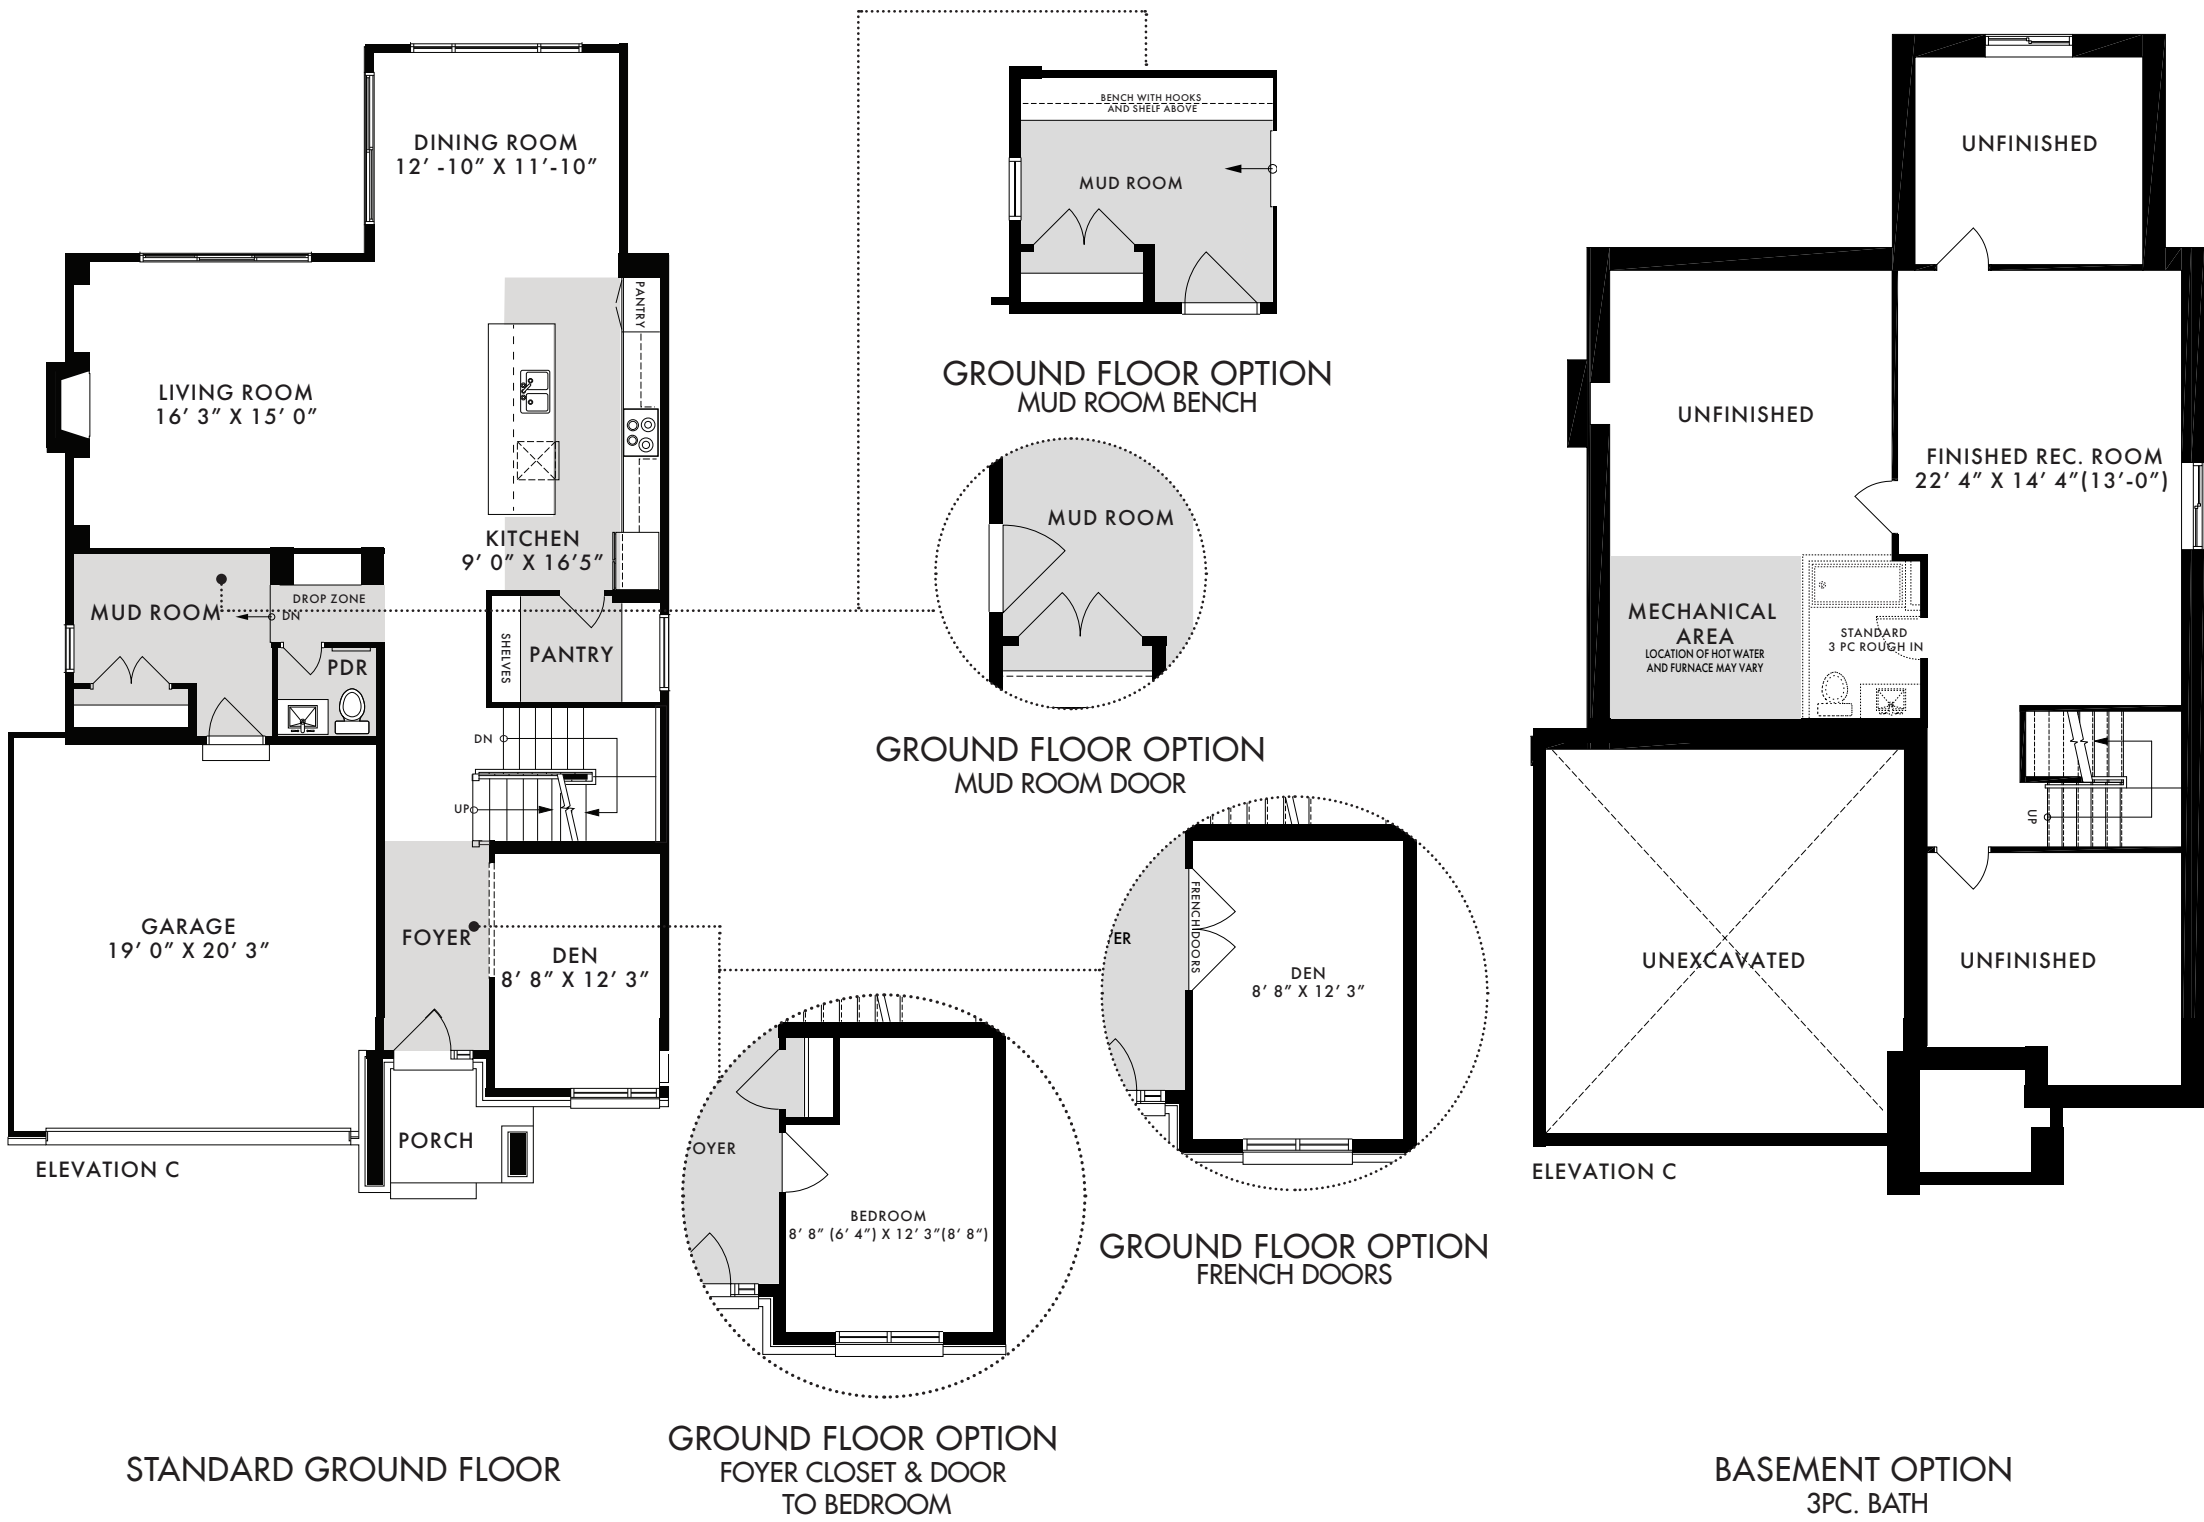 DINING ROOM
12' -10" X 11'-10"
LIVING ROOM
16' 3" X 15' 0"
PANTRY
KITCHEN
9' 0" X 16'5"
MUD ROOM
DROP ZONE
DN
PDR
SHELVES
PANTRY
DN
UP
GARAGE
19' 0" X 20' 3"
FOYER
DEN
8' 8" X 12' 3"
PORCH
ELEVATION C
STANDARD GROUND FLOOR
BENCH WITH HOOKS
AND SHELF ABOVE
MUD ROOM
GROUND FLOOR OPTION
MUD ROOM BENCH
MUD ROOM
GROUND FLOOR OPTION
MUD ROOM DOOR
ER
FRENCH DOORS
DEN
8' 8" X 12' 3"
GROUND FLOOR OPTION
FRENCH DOORS
OYER
BEDROOM
8' 8" (6' 4") X 12' 3"(8' 8")
GROUND FLOOR OPTION
FOYER CLOSET & DOOR
TO BEDROOM
UNFINISHED
UNFINISHED
FINISHED REC. ROOM
22' 4" X 14' 4"(13'-0")
MECHANICAL
AREA
LOCATION OF HOT WATER
AND FURNACE MAY VARY
STANDARD
3 PC ROUGH IN
UP
UNEXCAVATED
UNFINISHED
ELEVATION C
BASEMENT OPTION
3PC. BATH